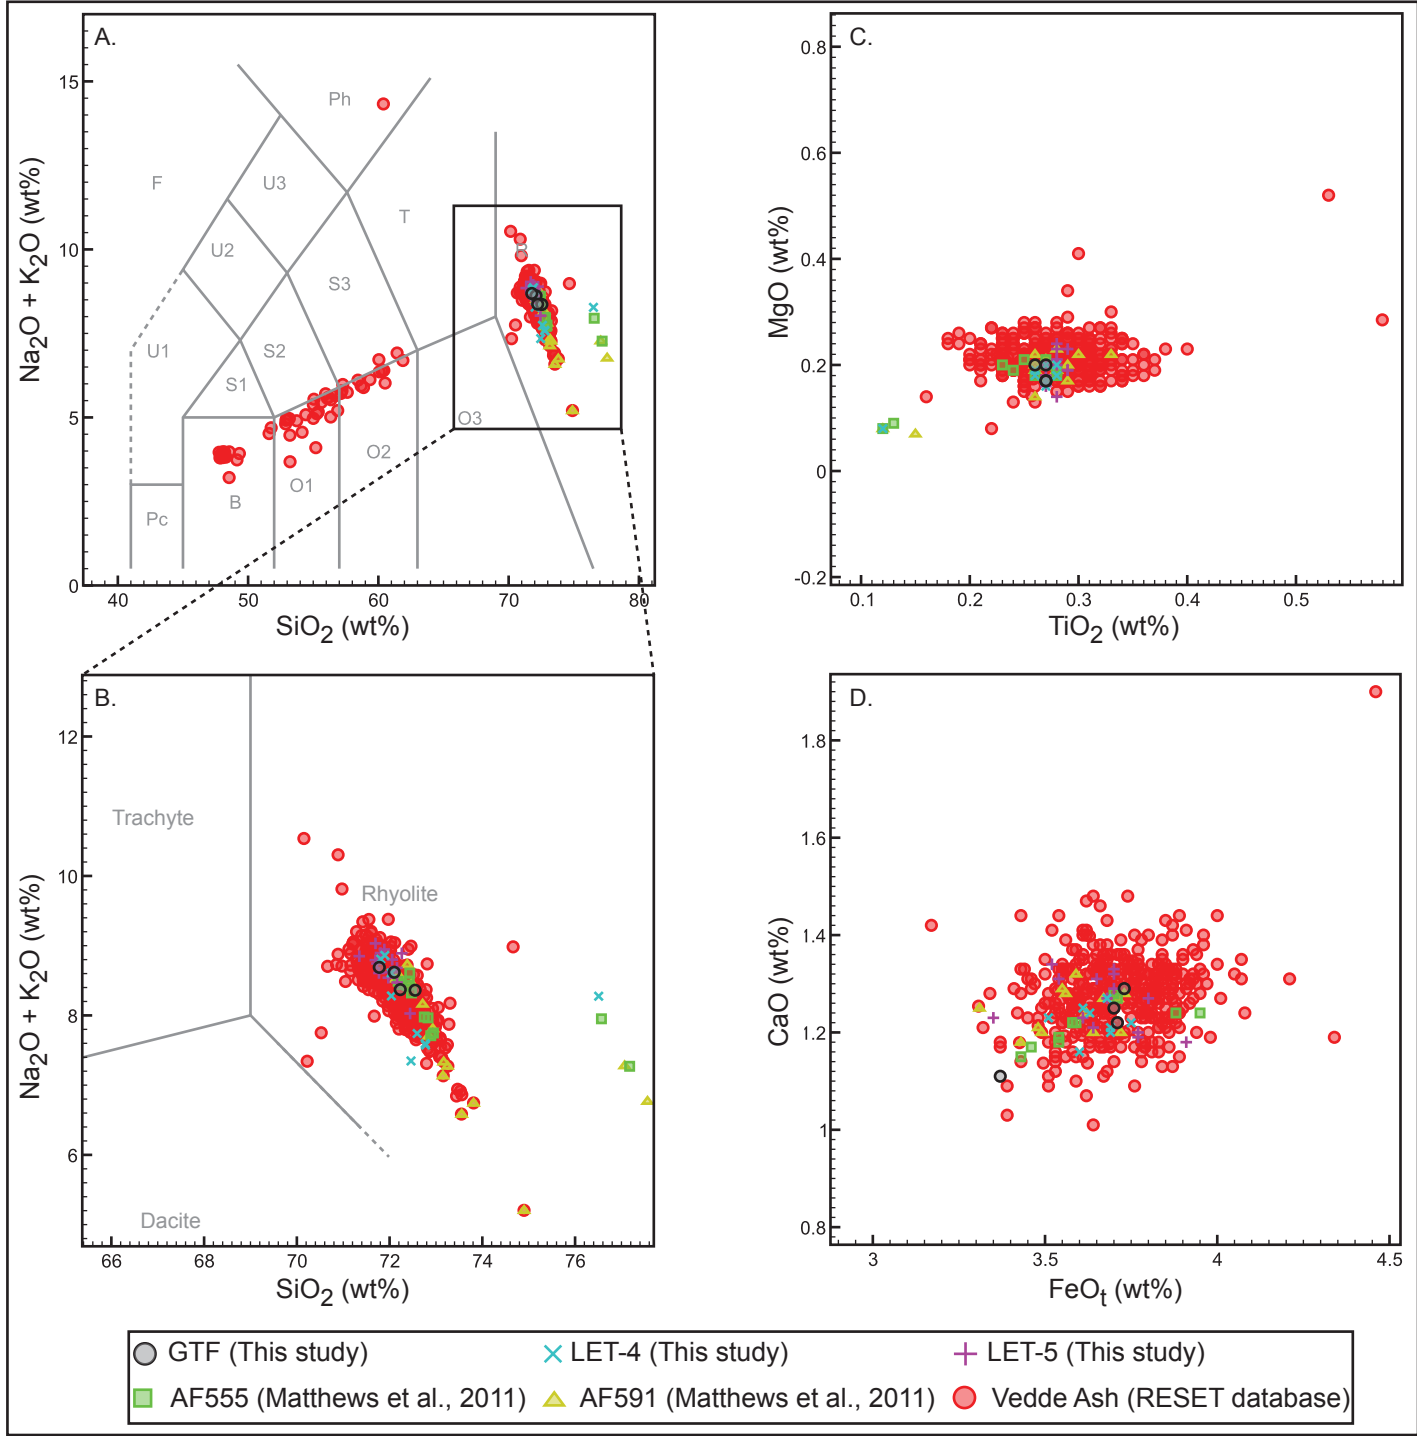 A.
15
10
5
0
40 50 60 70 80
Na2O + K2O (wt%)
SiO2 (wt%)
Ph
F
U3
T
U2
S3
R
U1
S2
S1
O3
O2
O1
B
Pc
C.
0.8
0.6
0.4
0.2
0
-0.2
0.1 0.2 0.3 0.4 0.5
MgO (wt%)
TiO2 (wt%)
B.
12
10
8
6
66 68 70 72 74 76
Na2O + K2O (wt%)
SiO2 (wt%)
Trachyte
Rhyolite
Dacite
D.
1.8
1.6
1.4
1.2
1
0.8
3 3.5 4 4.5
CaO (wt%)
FeOt (wt%)
GTF (This study) LET-4 (This study) LET-5 (This study)
AF555 (Matthews et al., 2011) AF591 (Matthews et al., 2011) Vedde Ash (RESET database)